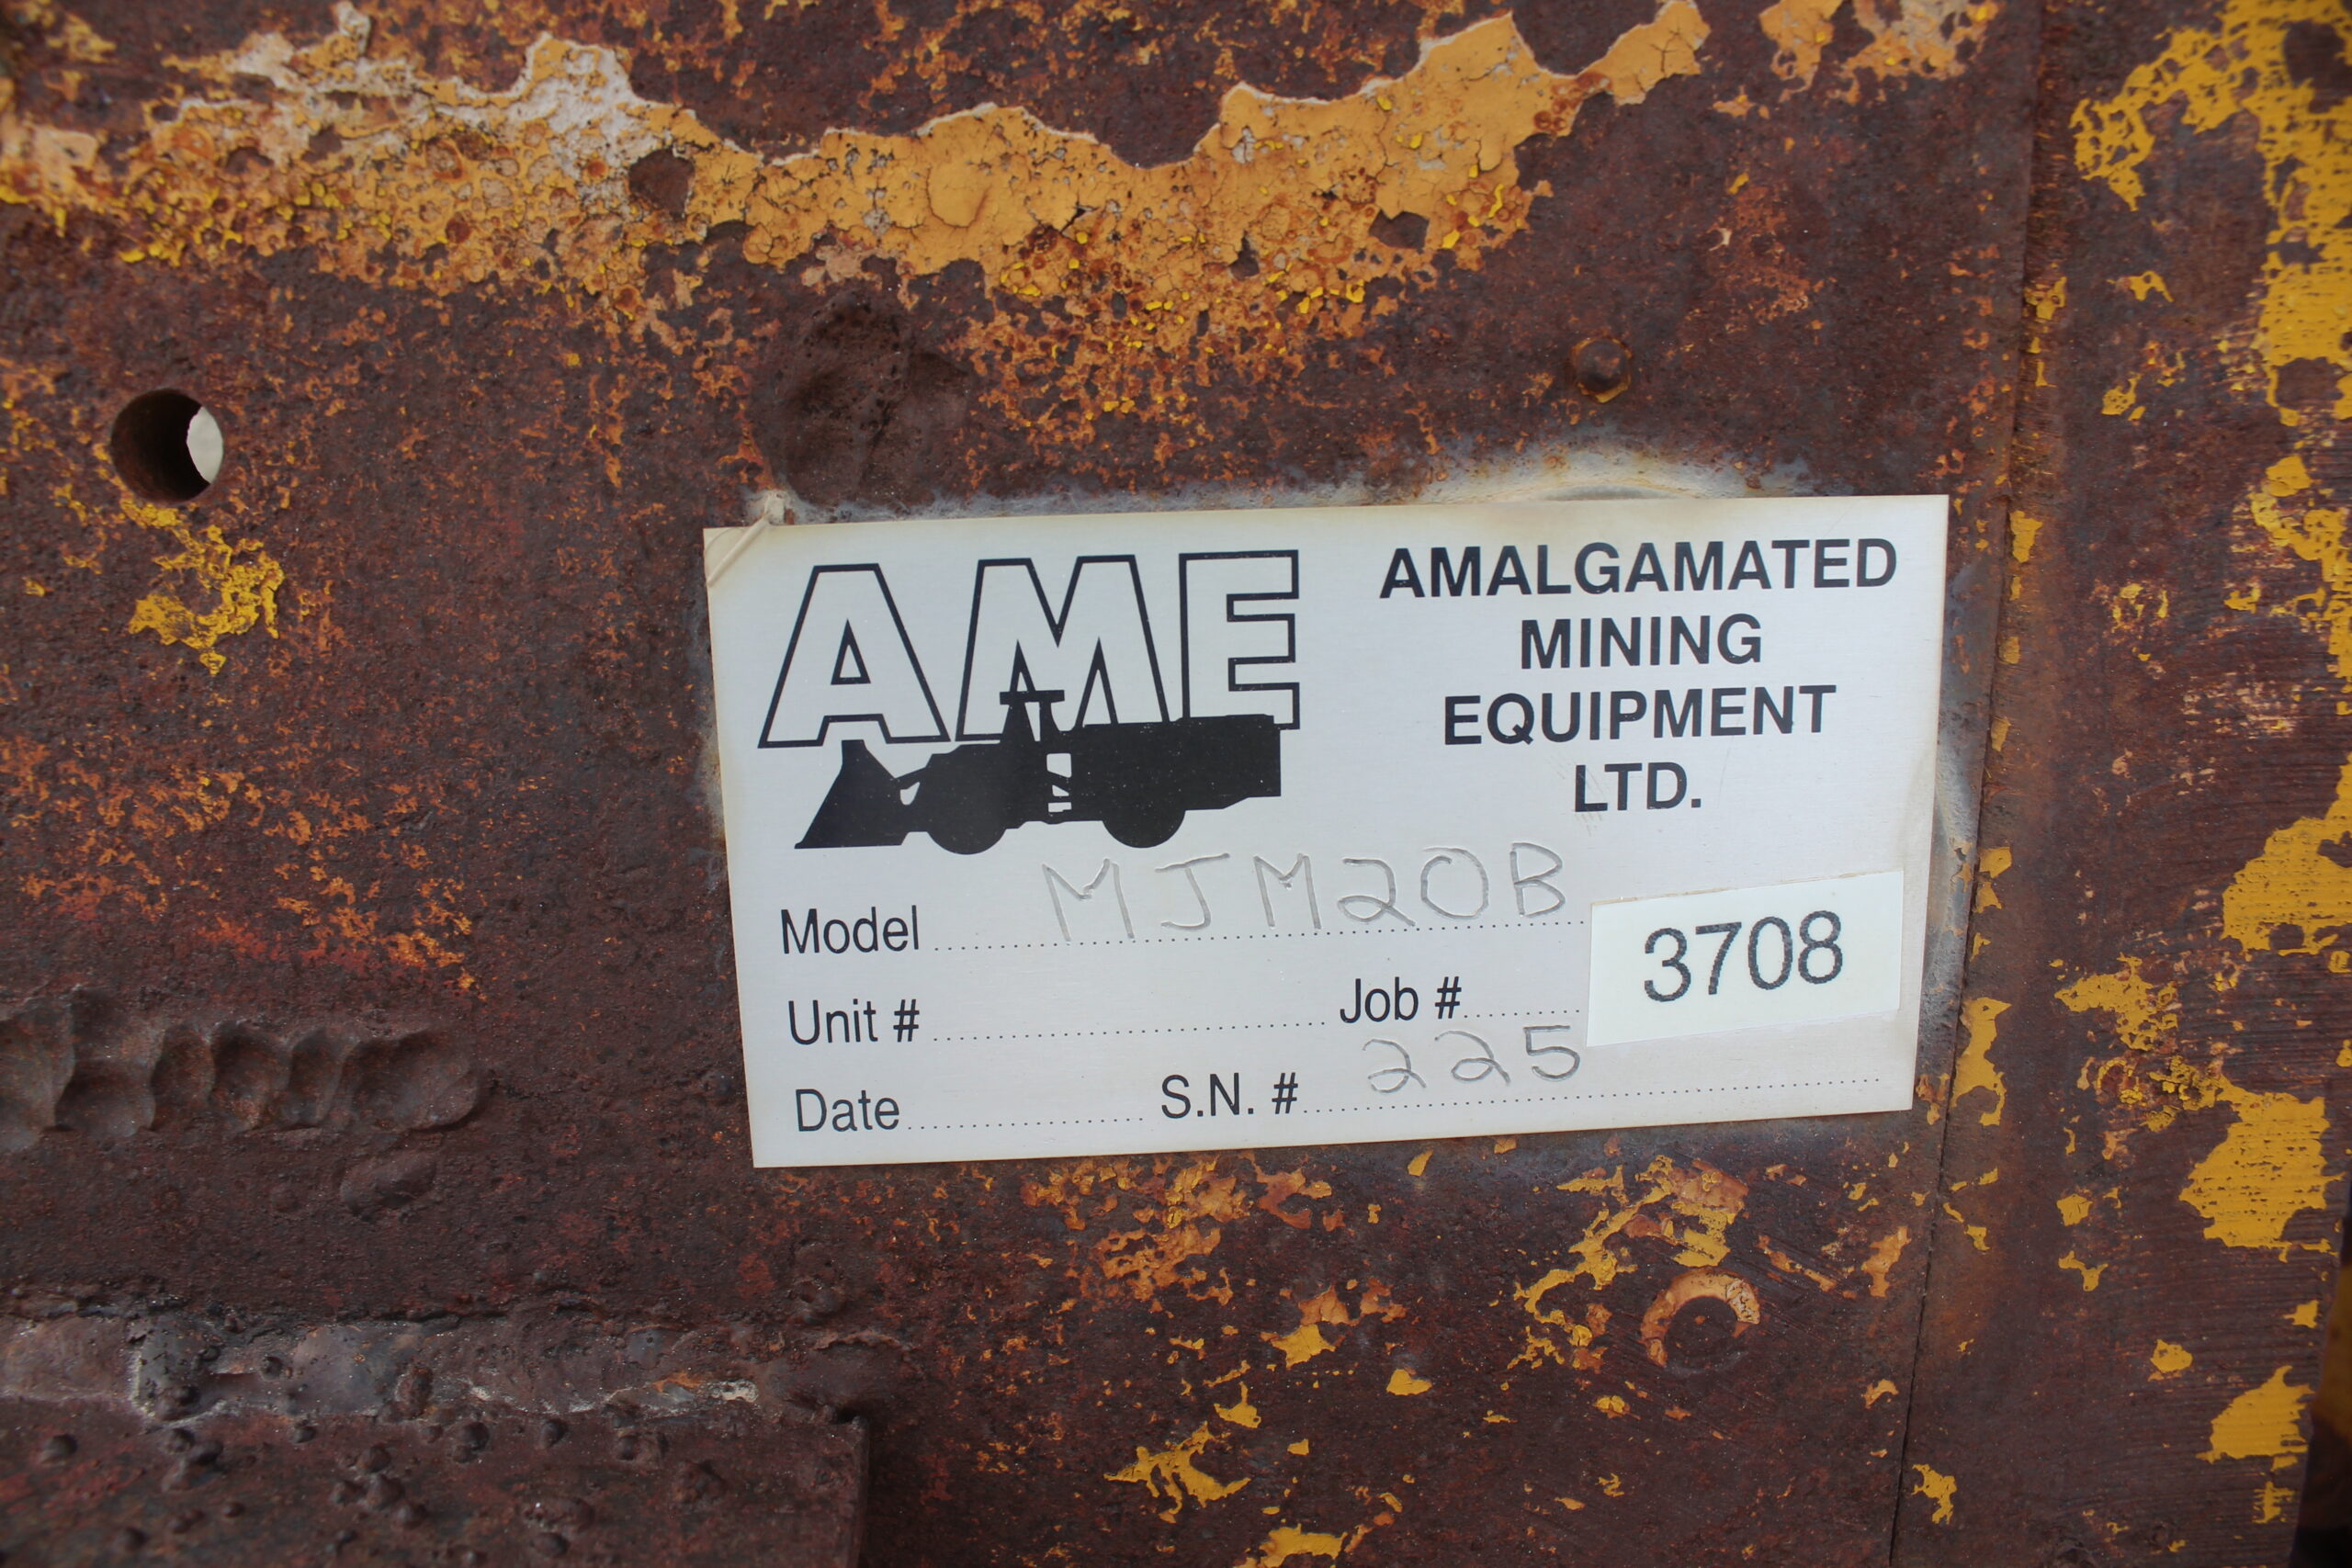 AME
AMALGAMATED
MINING
EQUIPMENT
LTD.
Model MJM20B
Unit # Job # 3708
Date S.N. # 225